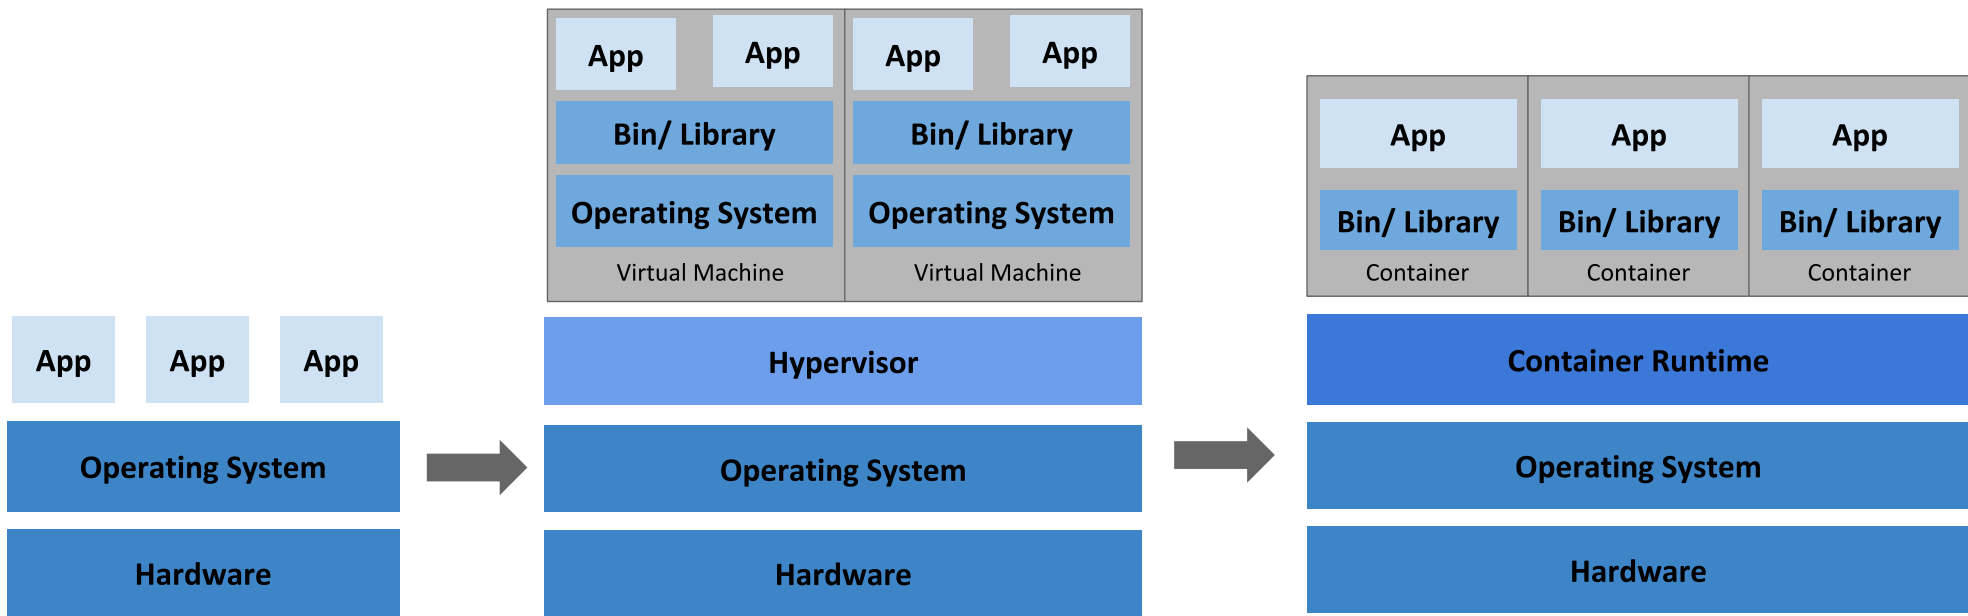 App
App
App
Operating System
Hardware
App
App
App
App
Bin/ Library
Bin/ Library
Operating System
Operating System
Virtual Machine
Virtual Machine
Hypervisor
Operating System
Hardware
App
App
App
Bin/ Library
Bin/ Library
Bin/ Library
Container
Container
Container
Container Runtime
Operating System
Hardware